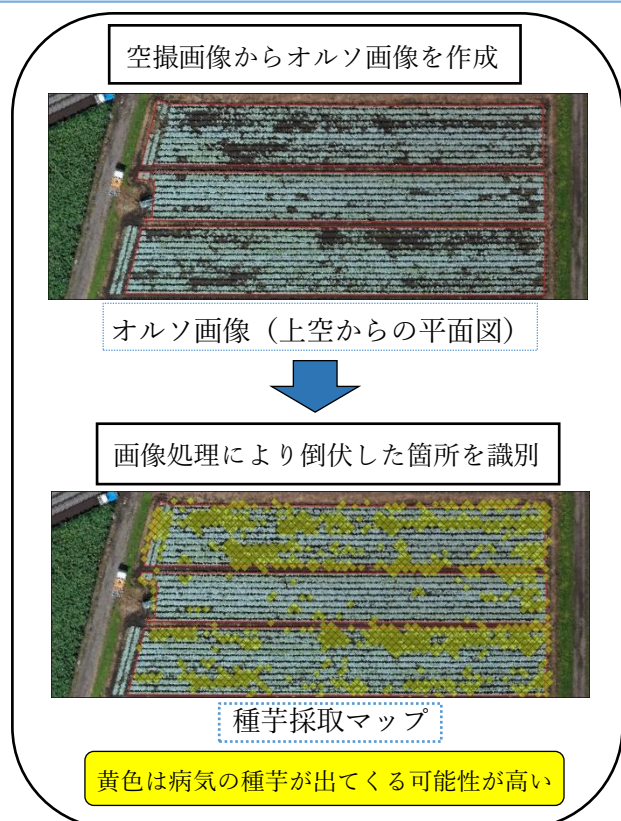 空撮画像からオルソ画像を作成
オルソ画像（上空からの平面図）
画像処理により倒伏した箇所を識別
種芋採取マップ
黄色は病気の種芋が出てくる可能性が高い